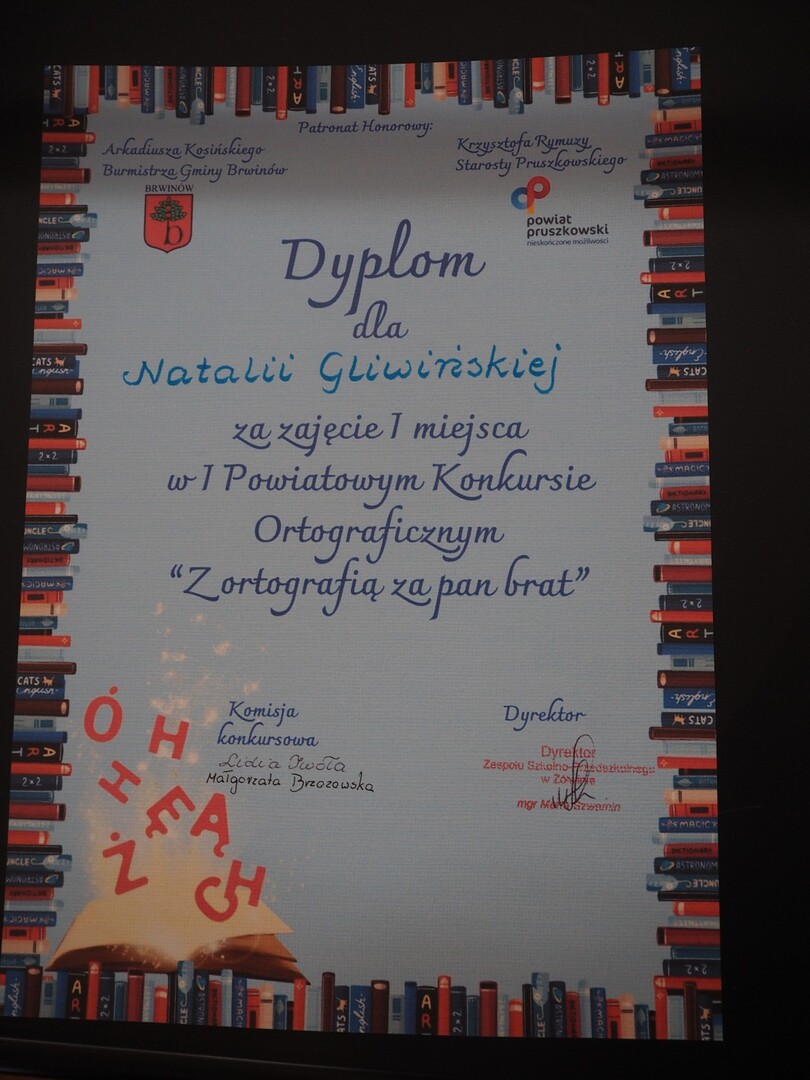 Patronat Honorowy:
Arkadiusza Kosińskiego
Burmistrza Gminy Brwinów
Krzysztofa Rymuzy
Starosty Pruszkowskiego
BRWINÓW
b
powiat
pruszkowski
nieskończone możliwości
Dyplom
dla
Natalii Gliwińskiej
za zajęcie I miejsca
w I Powiatowym Konkursie
Ortograficznym
“Z ortografią za pan brat”
Komisja
konkursowa
Lidia
Małgorzata Brzozowska
Dyrektor
Dyrektor
Zespołu Szkolno-Przedszkolnego
w
mgr
Ó H
H Ę Ą
Ż CH